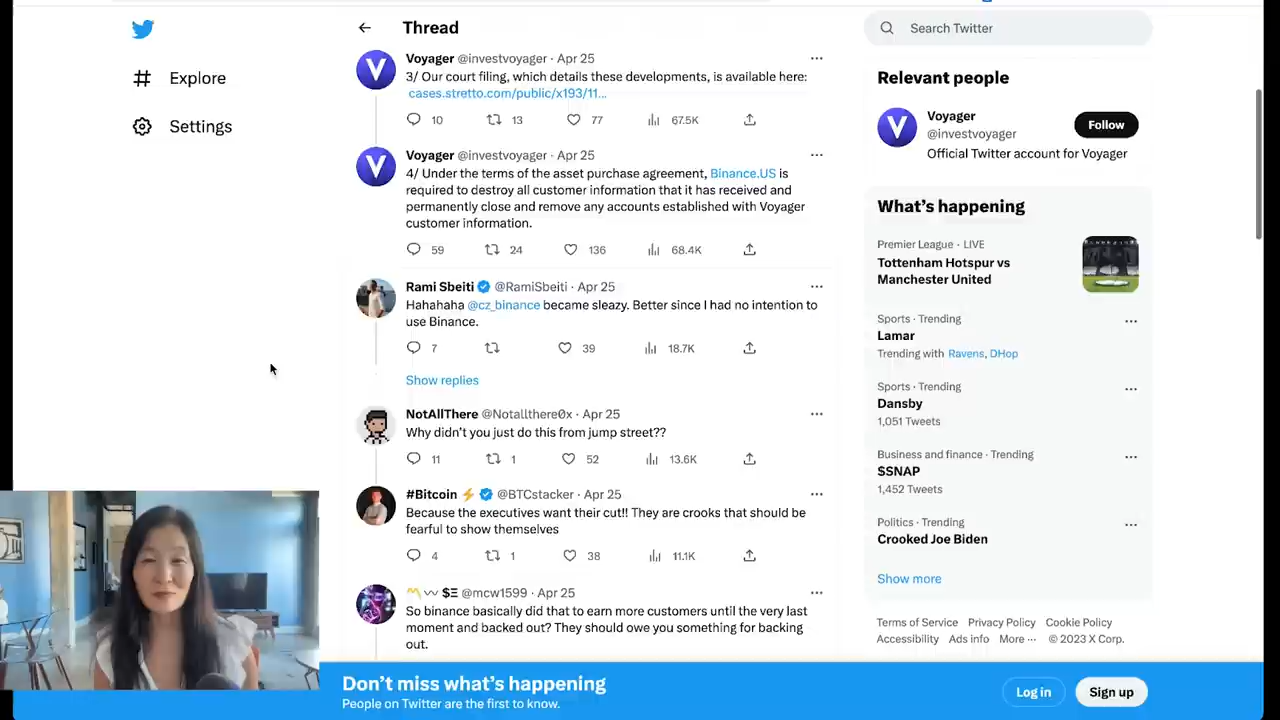 Thread
Search Twitter
Explore
Settings
Voyager @investvoyager · Apr 25
3/ Our court filing, which details these developments, is available here:
cases.stretto.com/public/x193/11…
10 13 77 67.5K
Voyager @investvoyager · Apr 25
4/ Under the terms of the asset purchase agreement, Binance.US is
required to destroy all customer information that it has received and
permanently close and remove any accounts established with Voyager
customer information.
59 24 136 68.4K
Rami Sbeiti @RamiSbeiti · Apr 25
Hahahaha @cz_binance became sleazy. Better since I had no intention to
use Binance.
7 39 18.7K
Show replies
NotAllThere @Notallthere0x · Apr 25
Why didn't you just do this from jump street??
11 1 52 13.6K
#Bitcoin ⚡ @BTCstacker · Apr 25
Because the executives want their cut!! They are crooks that should be
fearful to show themselves
4 1 38 11.1K
$Ξ @mcw1599 · Apr 25
So binance basically did that to earn more customers until the very last
moment and backed out? They should owe you something for backing
out.
Relevant people
Voyager
@investvoyager
Follow
Official Twitter account for Voyager
What's happening
Premier League · LIVE
Tottenham Hotspur vs
Manchester United
Sports · Trending
Lamar
Trending with Ravens, DHop
Sports · Trending
Dansby
1,051 Tweets
Business and finance · Trending
$SNAP
1,452 Tweets
Politics · Trending
Crooked Joe Biden
Show more
Terms of Service Privacy Policy Cookie Policy
Accessibility Ads info More ··· © 2023 X Corp.
Don't miss what's happening
People on Twitter are the first to know.
Log in
Sign up